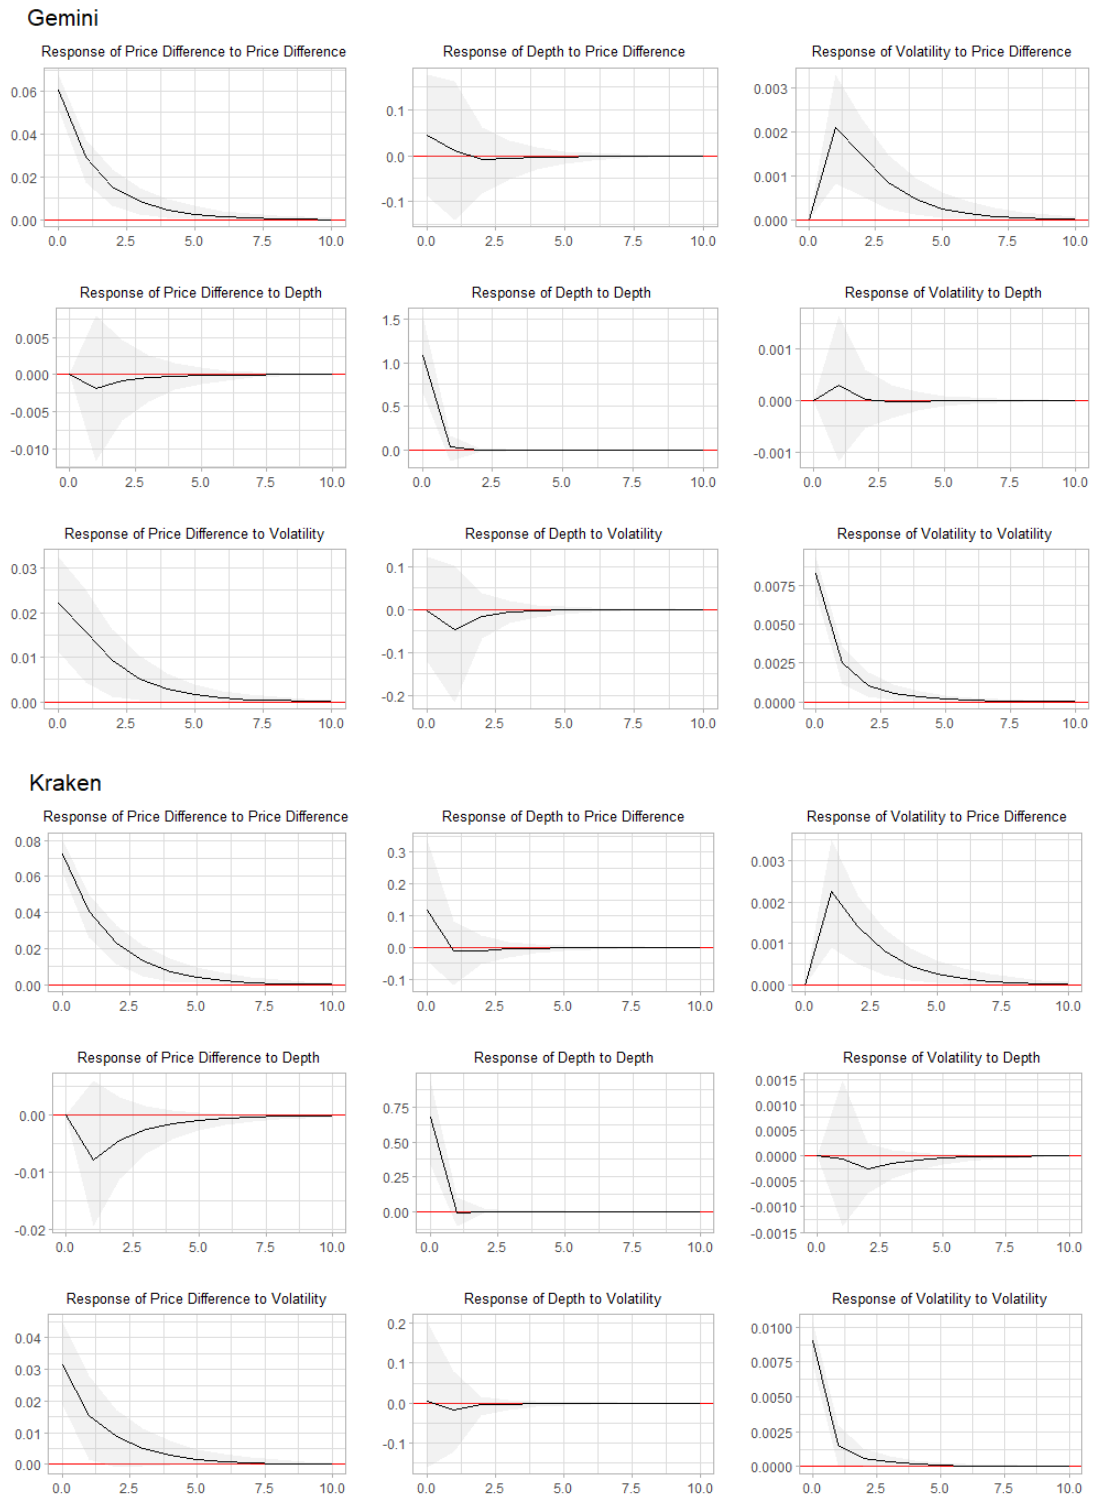 Gemini
Response of Price Difference to Price Difference
Response of Depth to Price Difference
Response of Volatility to Price Difference
0.06
0.04
0.02
0.00
0.0 2.5 5.0 7.5 10.0
0.1
0.0
-0.1
0.0 2.5 5.0 7.5 10.0
0.003
0.002
0.001
0.000
0.0 2.5 5.0 7.5 10.0
Response of Price Difference to Depth
Response of Depth to Depth
Response of Volatility to Depth
0.005
0.000
-0.005
-0.010
0.0 2.5 5.0 7.5 10.0
1.5
1.0
0.5
0.0
0.0 2.5 5.0 7.5 10.0
0.001
0.000
-0.001
0.0 2.5 5.0 7.5 10.0
Response of Price Difference to Volatility
Response of Depth to Volatility
Response of Volatility to Volatility
0.03
0.02
0.01
0.00
0.0 2.5 5.0 7.5 10.0
0.1
0.0
-0.1
-0.2
0.0 2.5 5.0 7.5 10.0
0.0075
0.0050
0.0025
0.0000
0.0 2.5 5.0 7.5 10.0
Kraken
Response of Price Difference to Price Difference
Response of Depth to Price Difference
Response of Volatility to Price Difference
0.08
0.06
0.04
0.02
0.00
0.0 2.5 5.0 7.5 10.0
0.3
0.2
0.1
0.0
-0.1
0.0 2.5 5.0 7.5 10.0
0.003
0.002
0.001
0.000
0.0 2.5 5.0 7.5 10.0
Response of Price Difference to Depth
Response of Depth to Depth
Response of Volatility to Depth
0.00
-0.01
-0.02
0.0 2.5 5.0 7.5 10.0
0.75
0.50
0.25
0.00
0.0 2.5 5.0 7.5 10.0
0.0015
0.0010
0.0005
0.0000
-0.0005
-0.0010
-0.0015
0.0 2.5 5.0 7.5 10.0
Response of Price Difference to Volatility
Response of Depth to Volatility
Response of Volatility to Volatility
0.04
0.03
0.02
0.01
0.00
0.0 2.5 5.0 7.5 10.0
0.2
0.1
0.0
-0.1
0.0 2.5 5.0 7.5 10.0
0.0100
0.0075
0.0050
0.0025
0.0000
0.0 2.5 5.0 7.5 10.0